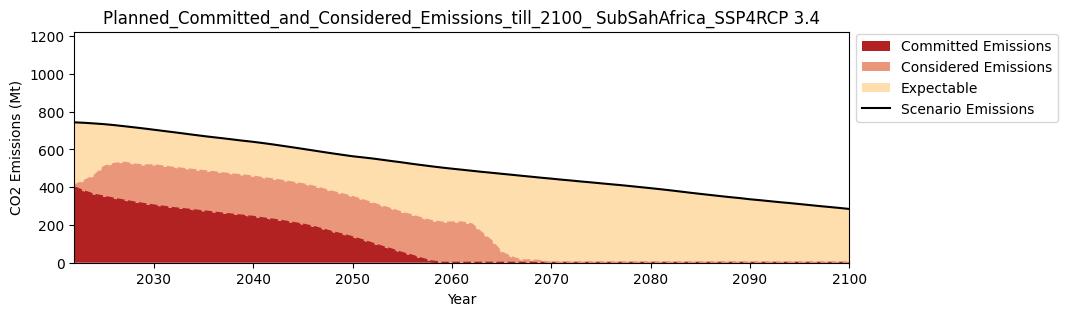 Planned_Committed_and_Considered_Emissions_till_2100_ SubSahAfrica_SSP4RCP 3.4
1200
1000
800
600
400
200
0
CO2 Emissions (Mt)
2030 2040 2050 2060 2070 2080 2090 2100
Year
Committed Emissions
Considered Emissions
Expectable
Scenario Emissions